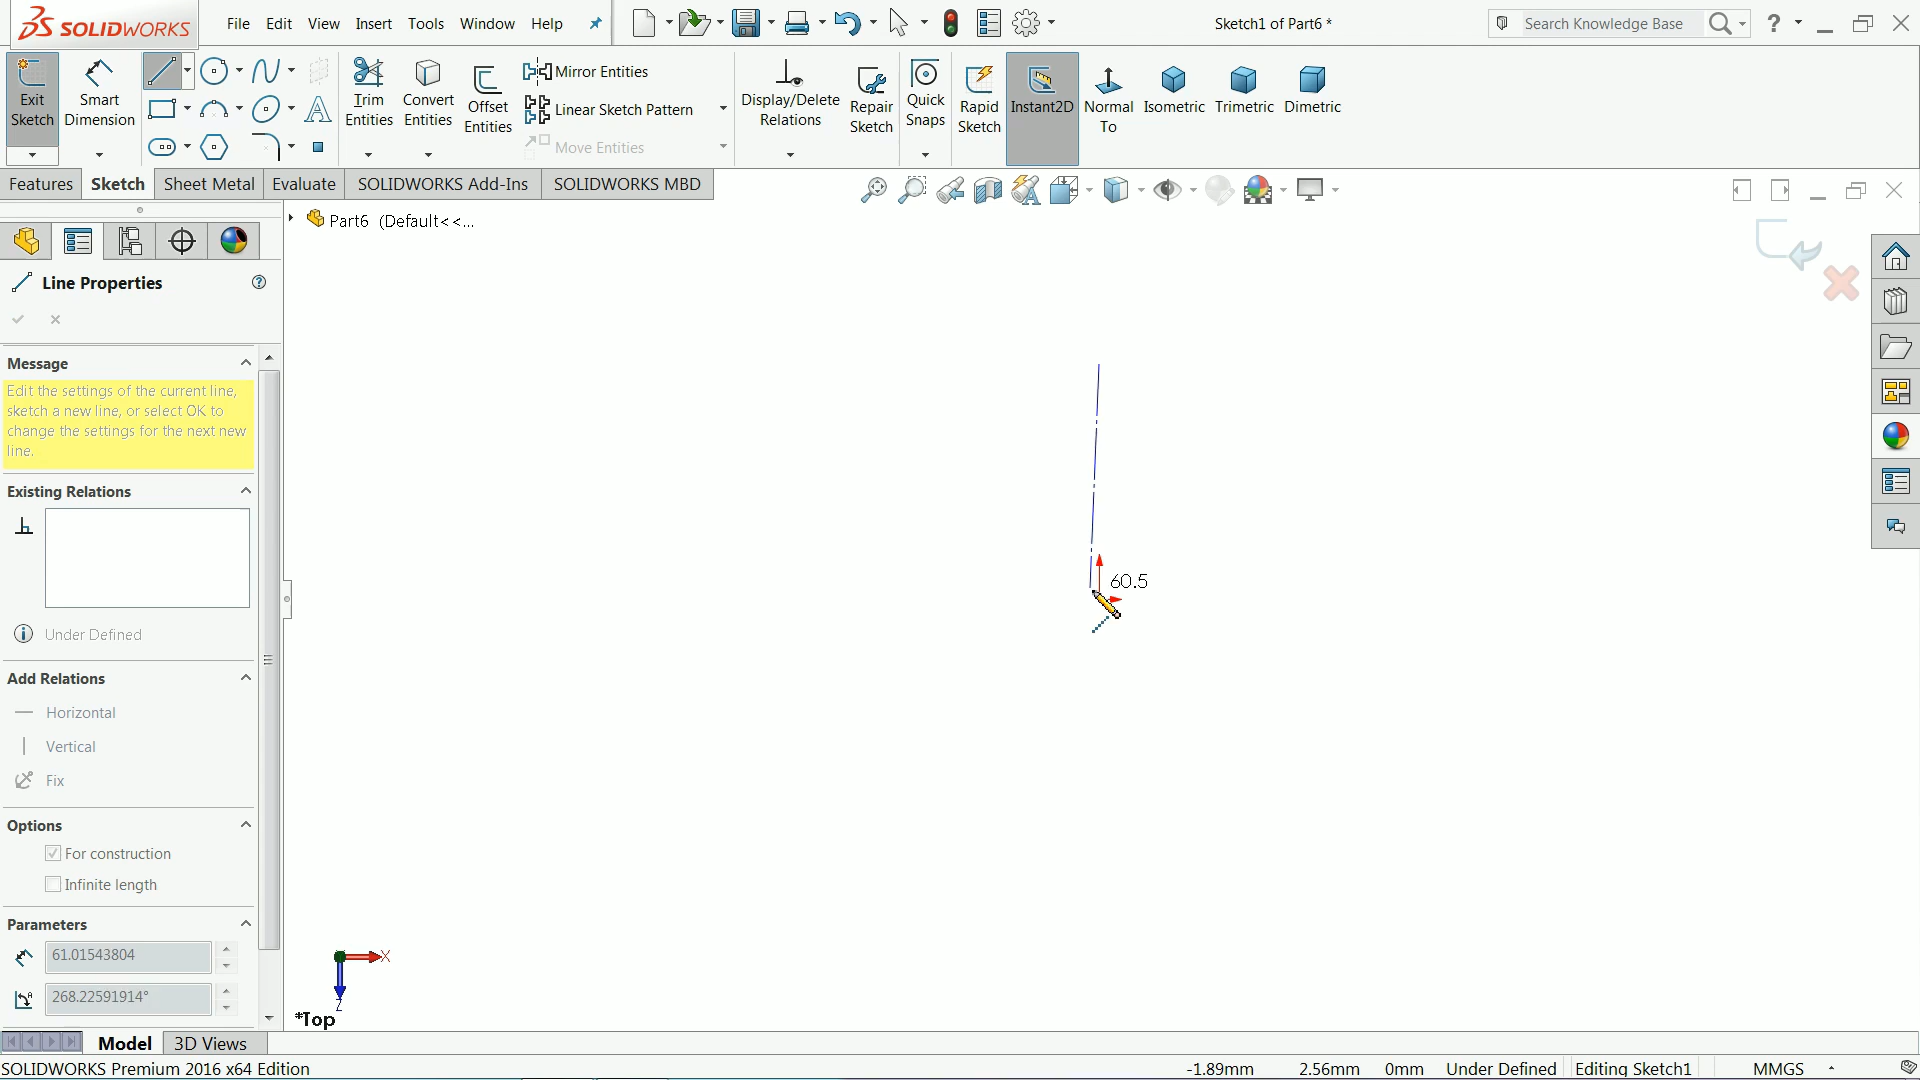 SOLIDWORKS File Edit View Insert Tools Window Help Sketch1 of Part6 * Search Knowledge Base ?
Exit Sketch
Smart Dimension
Trim Entities
Convert Entities
Offset Entities
Mirror Entities
Linear Sketch Pattern
Move Entities
Display/Delete Relations
Repair Sketch
Quick Snaps
Rapid Sketch
Instant2D
Normal To
Isometric
Trimetric
Dimetric
Features Sketch Sheet Metal Evaluate SOLIDWORKS Add-Ins SOLIDWORKS MBD
Part6 (Default<<...
Line Properties
Message
Edit the settings of the current line,
sketch a new line, or select OK to
change the settings for the next new
line.
Existing Relations
60.5
Under Defined
Add Relations
Horizontal
Vertical
Fix
Options
For construction
Infinite length
Parameters
61.01543804
268.22591914°
X
Z
*Top
Model 3D Views
SOLIDWORKS Premium 2016 x64 Edition -1.89mm 2.56mm 0mm Under Defined Editing Sketch1 MMGS